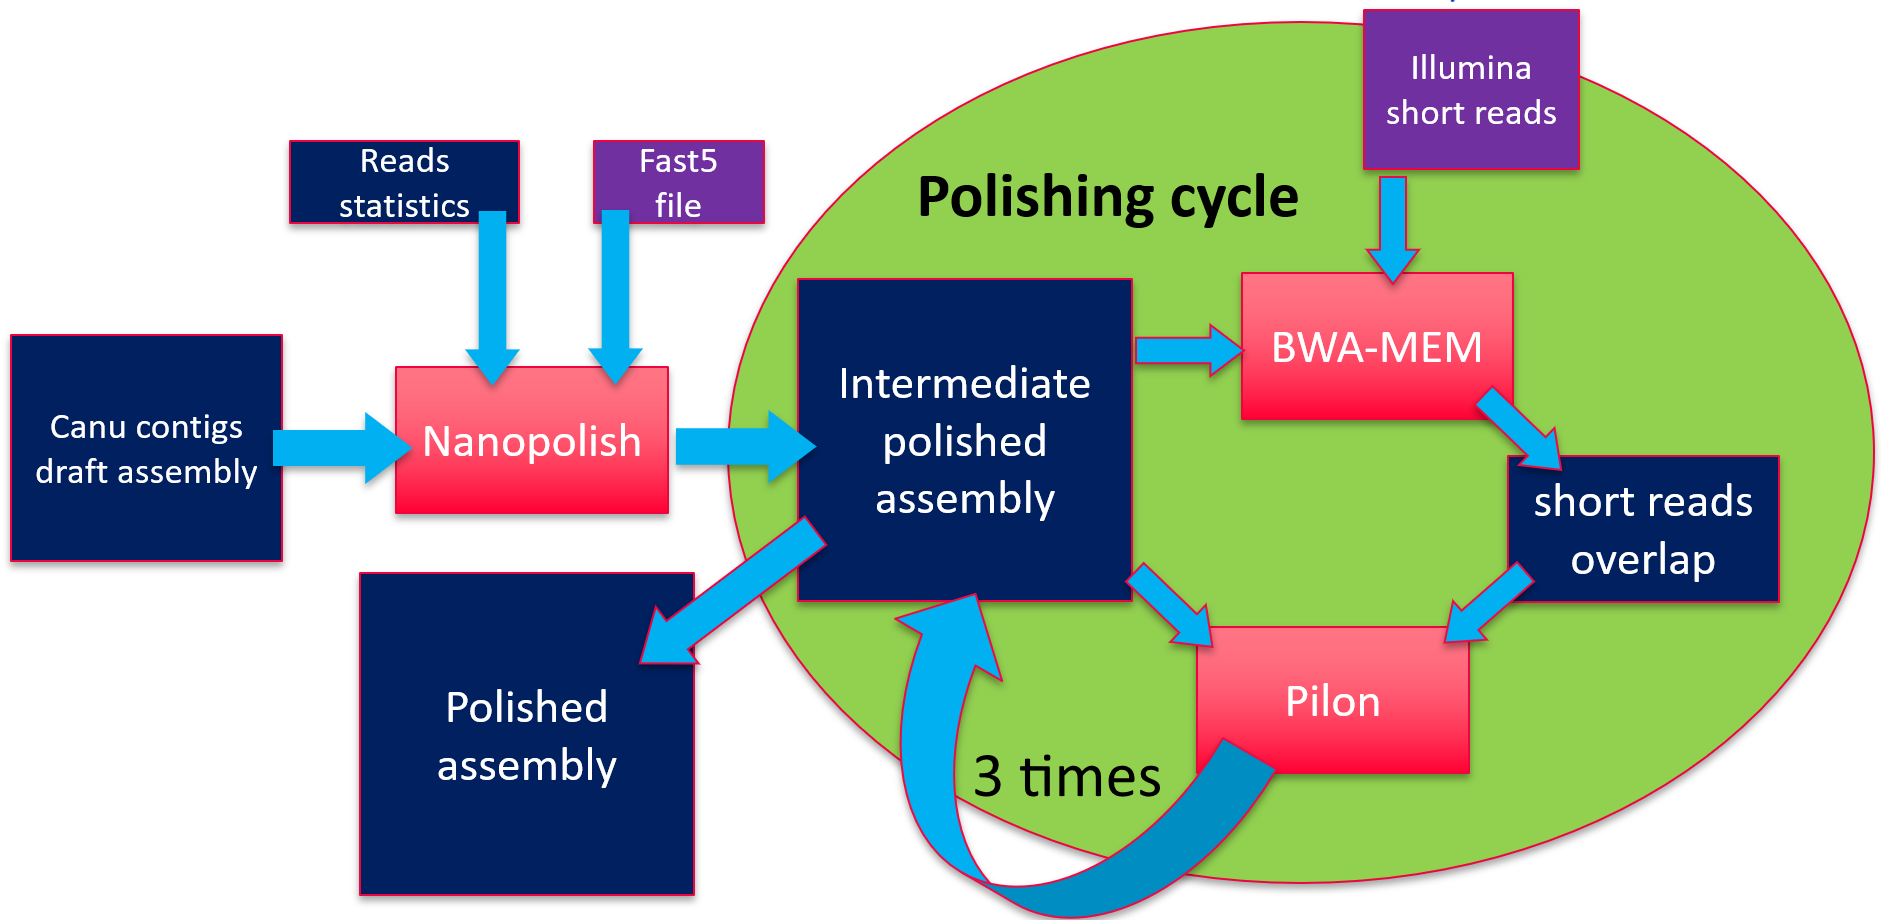 Illumina
short reads
Reads
statistics
Fast5
file
Polishing cycle
Canu contigs
draft assembly
Nanopolish
Intermediate
polished
assembly
BWA-MEM
short reads
overlap
Pilon
3 times
Polished
assembly